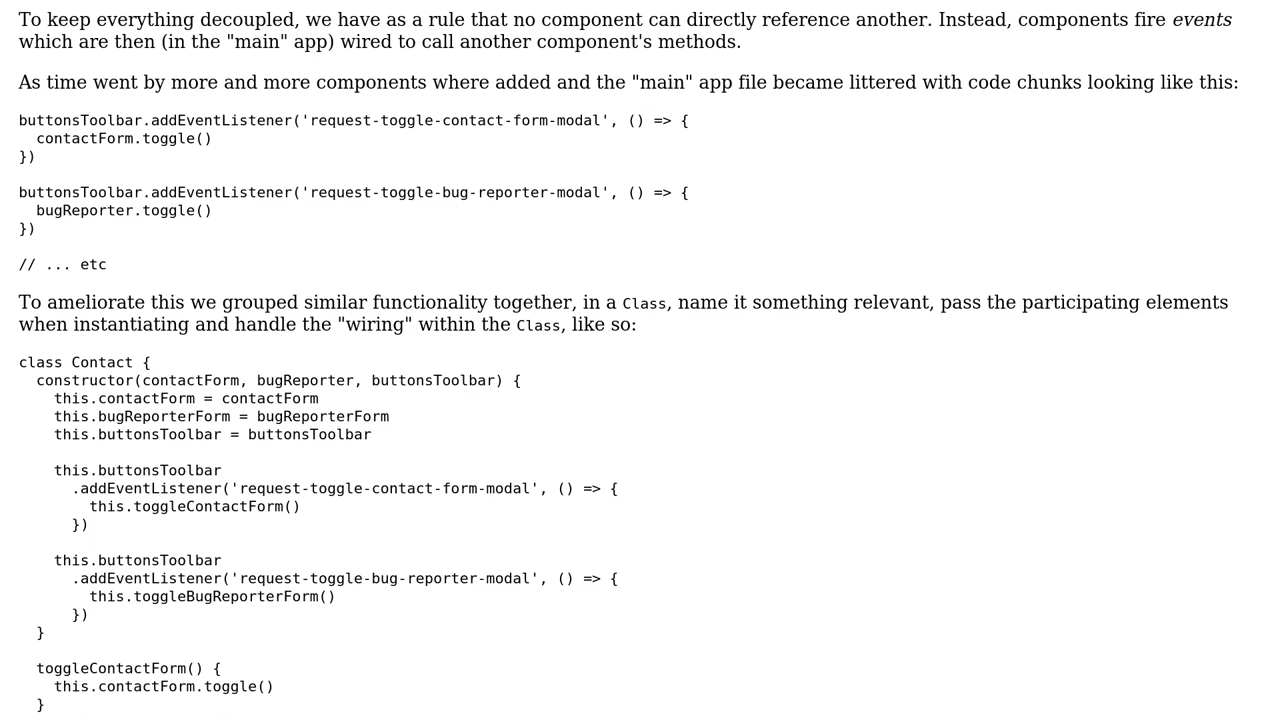 To keep everything decoupled, we have as a rule that no component can directly reference another. Instead, components fire events
which are then (in the "main" app) wired to call another component's methods.
As time went by more and more components where added and the "main" app file became littered with code chunks looking like this:
buttonsToolbar.addEventListener('request-toggle-contact-form-modal', () => {
  contactForm.toggle()
})
buttonsToolbar.addEventListener('request-toggle-bug-reporter-modal', () => {
  bugReporter.toggle()
})
// ... etc
To ameliorate this we grouped similar functionality together, in a Class, name it something relevant, pass the participating elements
when instantiating and handle the "wiring" within the Class, like so:
class Contact {
  constructor(contactForm, bugReporter, buttonsToolbar) {
    this.contactForm = contactForm
    this.bugReporterForm = bugReporterForm
    this.buttonsToolbar = buttonsToolbar
    this.buttonsToolbar
      .addEventListener('request-toggle-contact-form-modal', () => {
        this.toggleContactForm()
      })
    this.buttonsToolbar
      .addEventListener('request-toggle-bug-reporter-modal', () => {
        this.toggleBugReporterForm()
      })
  }
  toggleContactForm() {
    this.contactForm.toggle()
  }